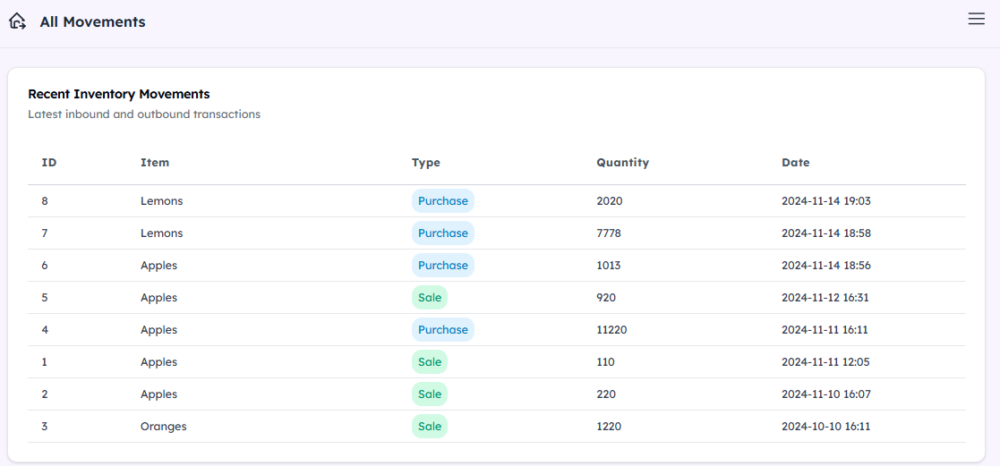 All Movements
Recent Inventory Movements
Latest inbound and outbound transactions
ID Item Type Quantity Date
8 Lemons Purchase 2020 2024-11-14 19:03
7 Lemons Purchase 7778 2024-11-14 18:58
6 Apples Purchase 1013 2024-11-14 18:56
5 Apples Sale 920 2024-11-12 16:31
4 Apples Purchase 11220 2024-11-11 16:11
1 Apples Sale 110 2024-11-11 12:05
2 Apples Sale 220 2024-11-10 16:07
3 Oranges Sale 1220 2024-10-10 16:11